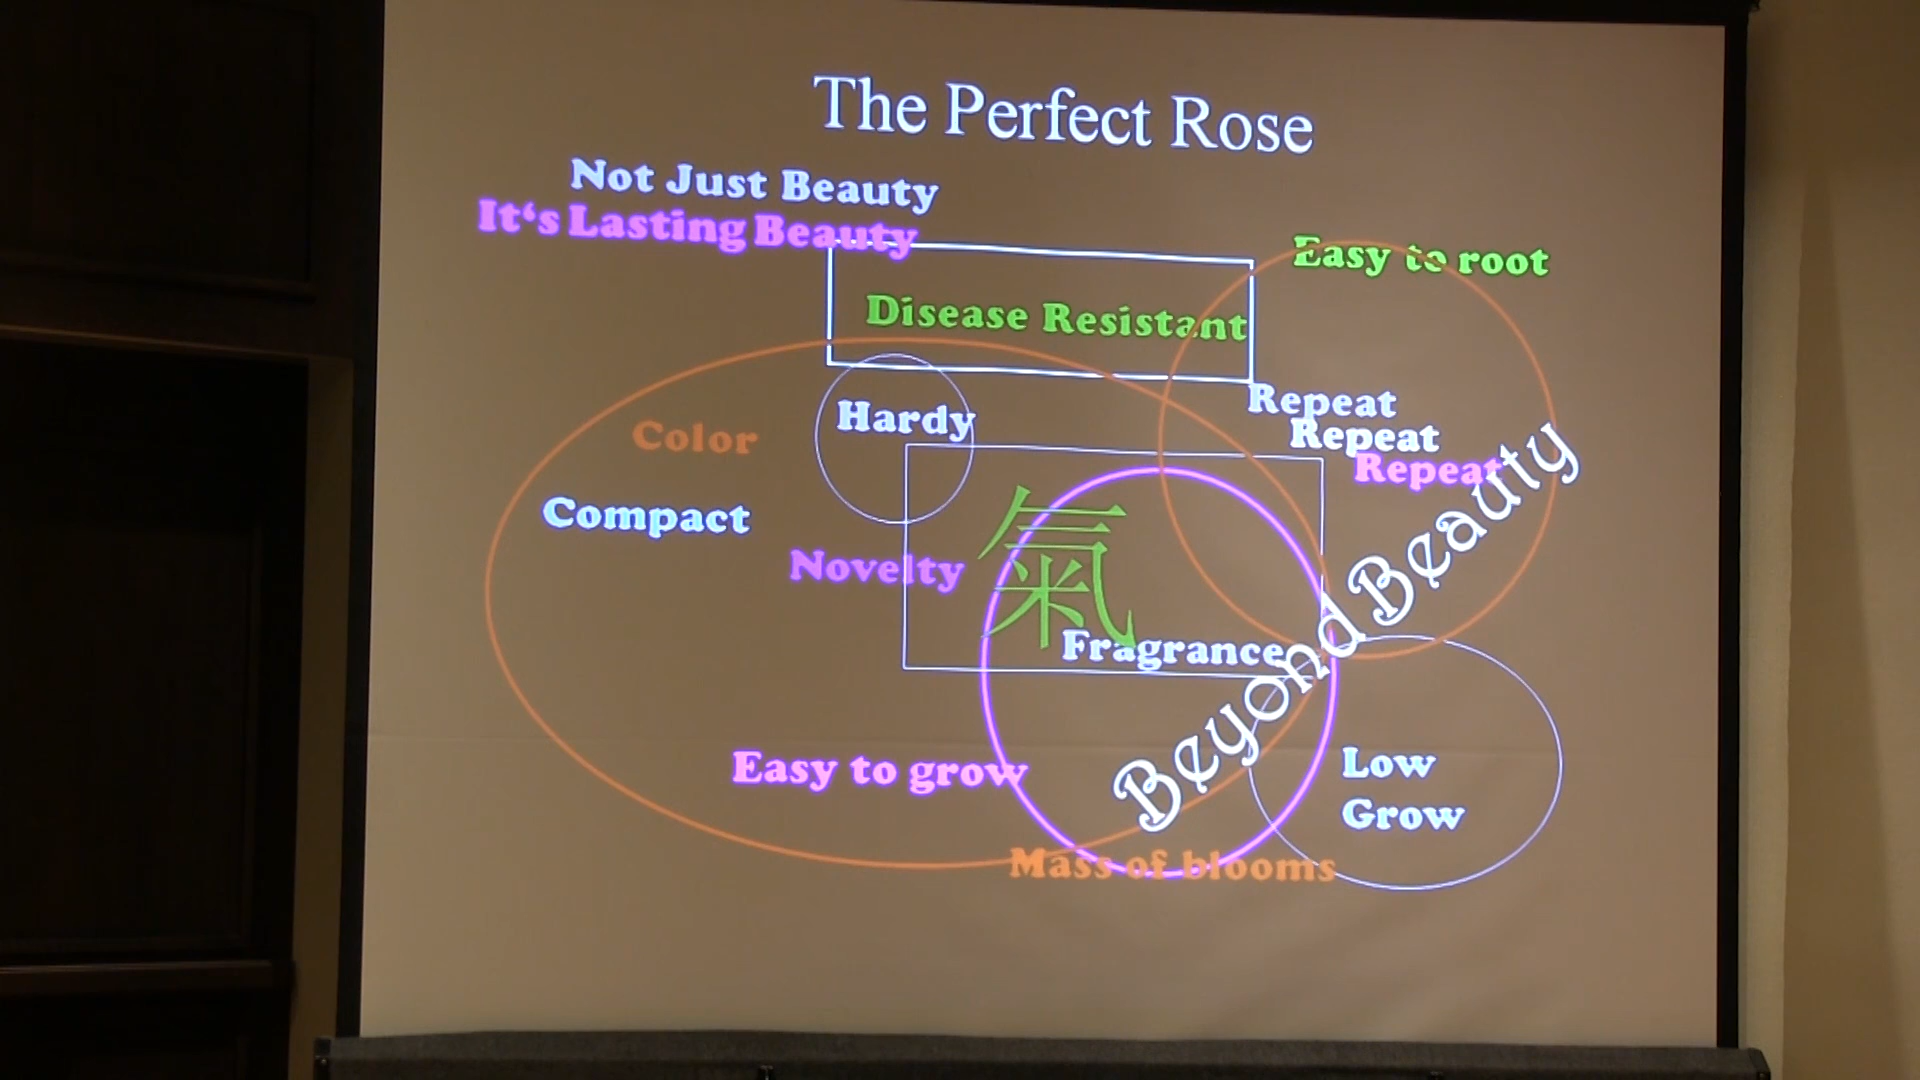 The Perfect Rose
Not Just Beauty
It's Lasting Beauty
Easy to root
Disease Resistant
Repeat
Hardy
Repeat
Color
Repeat
Compact
Novelty
氣
Fragrance
Beyond Beauty
Easy to grow
Low
Grow
Mass of blooms